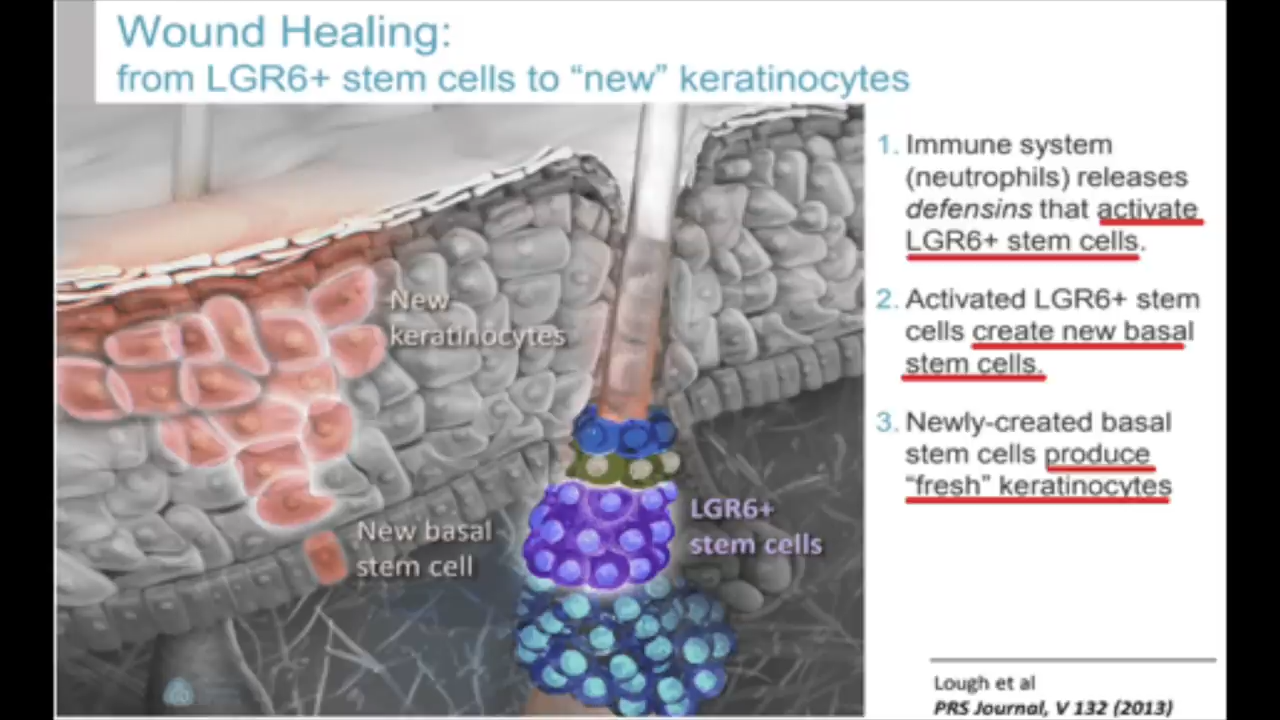 Wound Healing:
from LGR6+ stem cells to “new” keratinocytes
New
keratinocytes
New basal
stem cell
LGR6+
stem cells
1. Immune system
(neutrophils) releases
defensins that activate
LGR6+ stem cells.
2. Activated LGR6+ stem
cells create new basal
stem cells.
3. Newly-created basal
stem cells produce
“fresh” keratinocytes
Lough et al
PRS Journal, V 132 (2013)